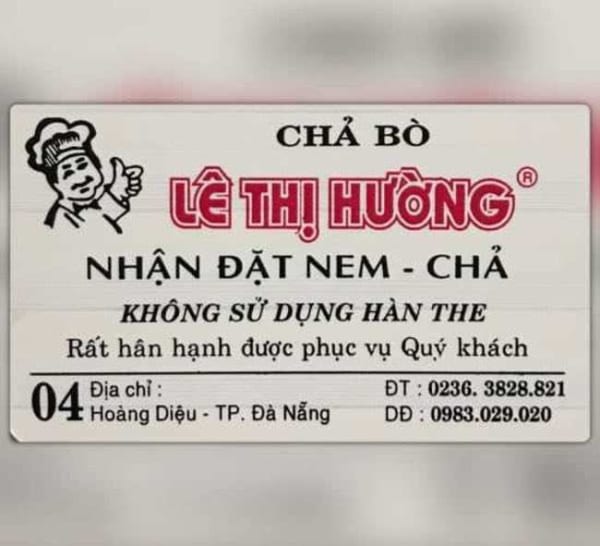 CHẢ BÒ
LÊ THỊ HƯỜNG®
NHẬN ĐẶT NEM - CHẢ
KHÔNG SỬ DỤNG HÀN THE
Rất hân hạnh được phục vụ Quý khách
04 Địa chỉ :
Hoàng Diệu - TP. Đà Nẵng
ĐT : 0236. 3828.821
DĐ : 0983.029.020